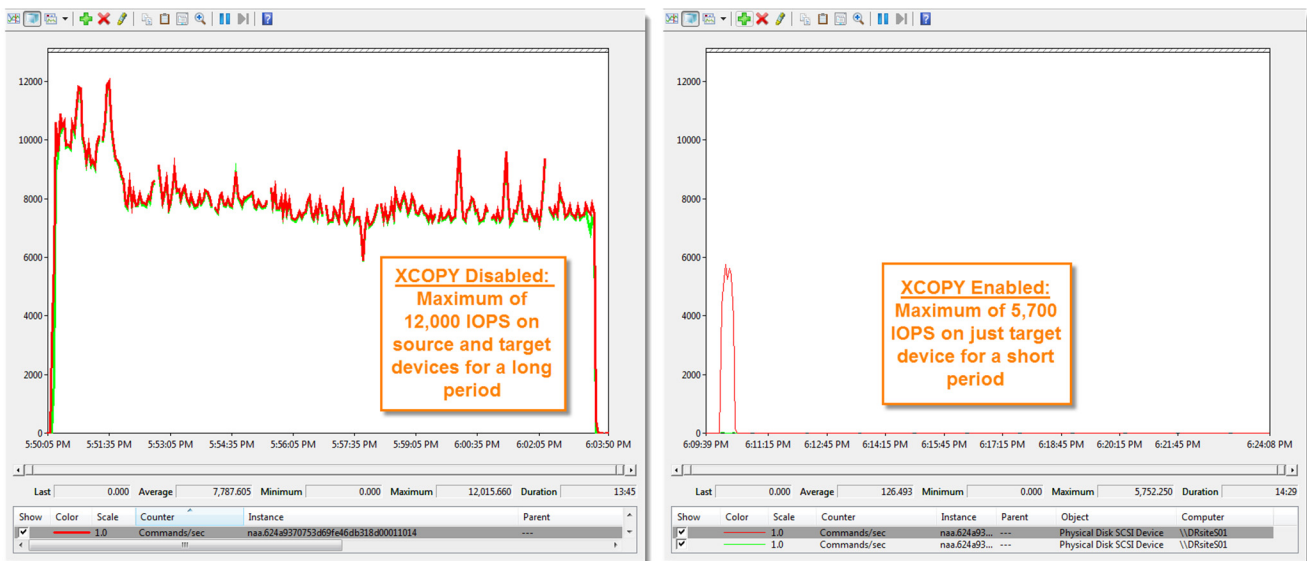 12000
10000
8000
6000
4000
2000
0
XCOPY Disabled:
Maximum of
12,000 IOPS on
source and target
devices for a long
period
5:50:05 PM 5:51:35 PM 5:53:05 PM 5:54:35 PM 5:56:05 PM 5:57:35 PM 5:59:05 PM 6:00:35 PM 6:02:05 PM 6:03:50 PM
Last 0.000 Average 7,787.605 Minimum 0.000 Maximum 12,015.660 Duration 13:45
Show Color Scale Counter Instance Parent
1.0 Commands/sec naa.624a9370753d69fe46db318d00011014 ---
12000
10000
8000
6000
4000
2000
0
XCOPY Enabled:
Maximum of 5,700
IOPS on just target
device for a short
period
6:09:39 PM 6:11:15 PM 6:12:45 PM 6:14:15 PM 6:15:45 PM 6:17:15 PM 6:18:45 PM 6:20:15 PM 6:21:45 PM 6:24:08 PM
Last 0.000 Average 126.493 Minimum 0.000 Maximum 5,752.250 Duration 14:29
Show Color Scale Counter Instance Parent Object Computer
1.0 Commands/sec naa.624a93... --- Physical Disk SCSI Device \\DRsiteS01
1.0 Commands/sec naa.624a93... --- Physical Disk SCSI Device \\DRsiteS01